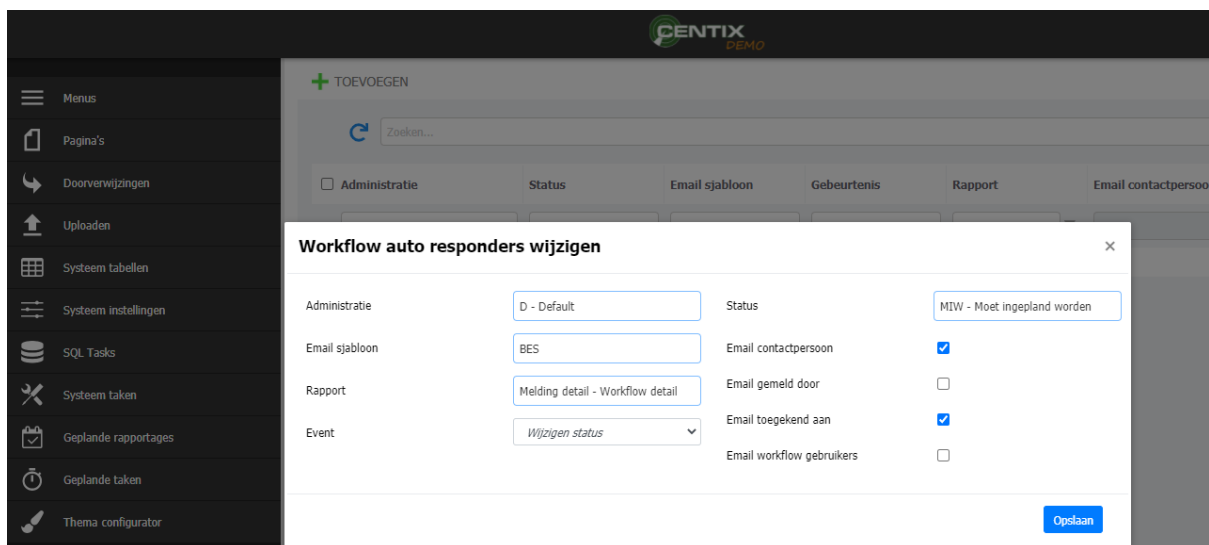 CENTIX
DEMO
TOEVOEGEN
Menus
Pagina's
Doorverwijzingen
Uploaden
Systeem tabellen
Systeem instellingen
SQL Tasks
Systeem taken
Geplande rapportages
Geplande taken
Thema configurator
Zoeken...
Administratie Status Email sjabloon Gebeurtenis Rapport Email contactpersoo
Workflow auto responders wijzigen ×
Administratie D - Default
Email sjabloon BES
Rapport Melding detail - Workflow detail
Event Wijzigen status
Status MIW - Moet ingepland worden
Email contactpersoon
Email gemeld door
Email toegekend aan
Email workflow gebruikers
Opslaan